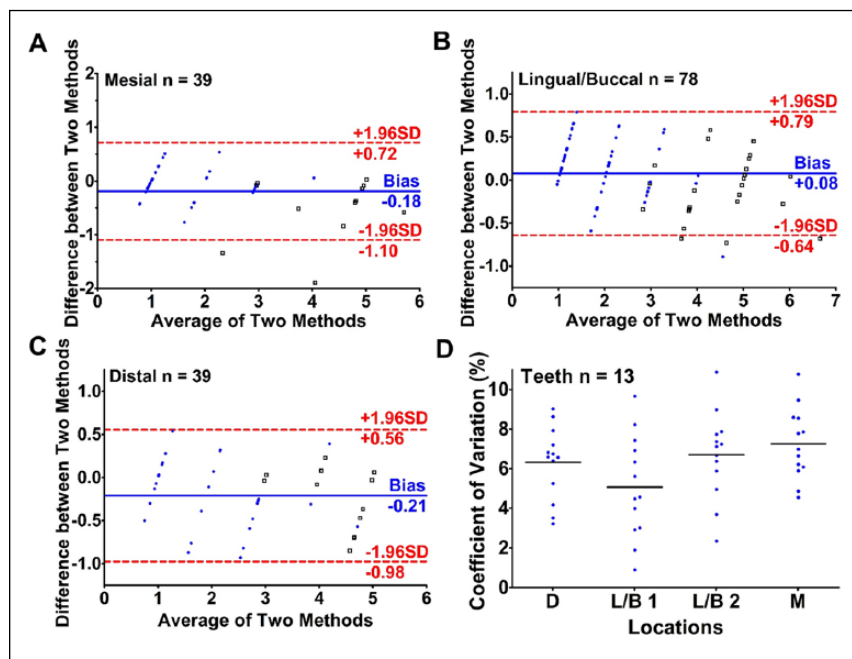 A
Mesial n = 39
Difference between Two Methods
2
1
0
-1
-2
+1.96SD
+0.72
Bias
-0.18
-1.96SD
-1.10
0 1 2 3 4 5 6
Average of Two Methods
B
Lingual/Buccal n = 78
Difference between Two Methods
1.0
0.5
0.0
-0.5
-1.0
+1.96SD
+0.79
Bias
+0.08
-1.96SD
-0.64
0 1 2 3 4 5 6 7
Average of Two Methods
C
Distal n = 39
Difference between Two Methods
1.0
0.5
0.0
-0.5
-1.0
+1.96SD
+0.56
Bias
-0.21
-1.96SD
-0.98
0 1 2 3 4 5 6
Average of Two Methods
D
Teeth n = 13
Coefficient of Variation (%)
10
8
6
4
2
0
D L/B 1 L/B 2 M
Locations